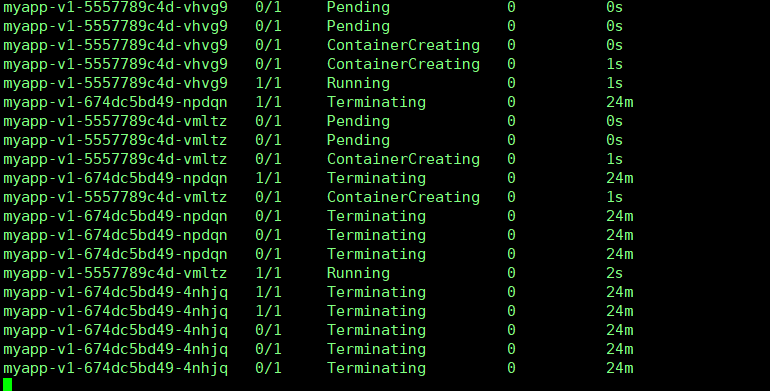 myapp-v1-5557789c4d-vhvg9   0/1     Pending             0          0s
myapp-v1-5557789c4d-vhvg9   0/1     Pending             0          0s
myapp-v1-5557789c4d-vhvg9   0/1     ContainerCreating   0          0s
myapp-v1-5557789c4d-vhvg9   0/1     ContainerCreating   0          1s
myapp-v1-5557789c4d-vhvg9   1/1     Running             0          1s
myapp-v1-674dc5bd49-npdqn   1/1     Terminating         0          24m
myapp-v1-5557789c4d-vmltz   0/1     Pending             0          0s
myapp-v1-5557789c4d-vmltz   0/1     Pending             0          0s
myapp-v1-5557789c4d-vmltz   0/1     ContainerCreating   0          1s
myapp-v1-674dc5bd49-npdqn   1/1     Terminating         0          24m
myapp-v1-5557789c4d-vmltz   0/1     ContainerCreating   0          1s
myapp-v1-674dc5bd49-npdqn   0/1     Terminating         0          24m
myapp-v1-674dc5bd49-npdqn   0/1     Terminating         0          24m
myapp-v1-674dc5bd49-npdqn   0/1     Terminating         0          24m
myapp-v1-5557789c4d-vmltz   1/1     Running             0          2s
myapp-v1-674dc5bd49-4nhjq   1/1     Terminating         0          24m
myapp-v1-674dc5bd49-4nhjq   1/1     Terminating         0          24m
myapp-v1-674dc5bd49-4nhjq   0/1     Terminating         0          24m
myapp-v1-674dc5bd49-4nhjq   0/1     Terminating         0          24m
myapp-v1-674dc5bd49-4nhjq   0/1     Terminating         0          24m